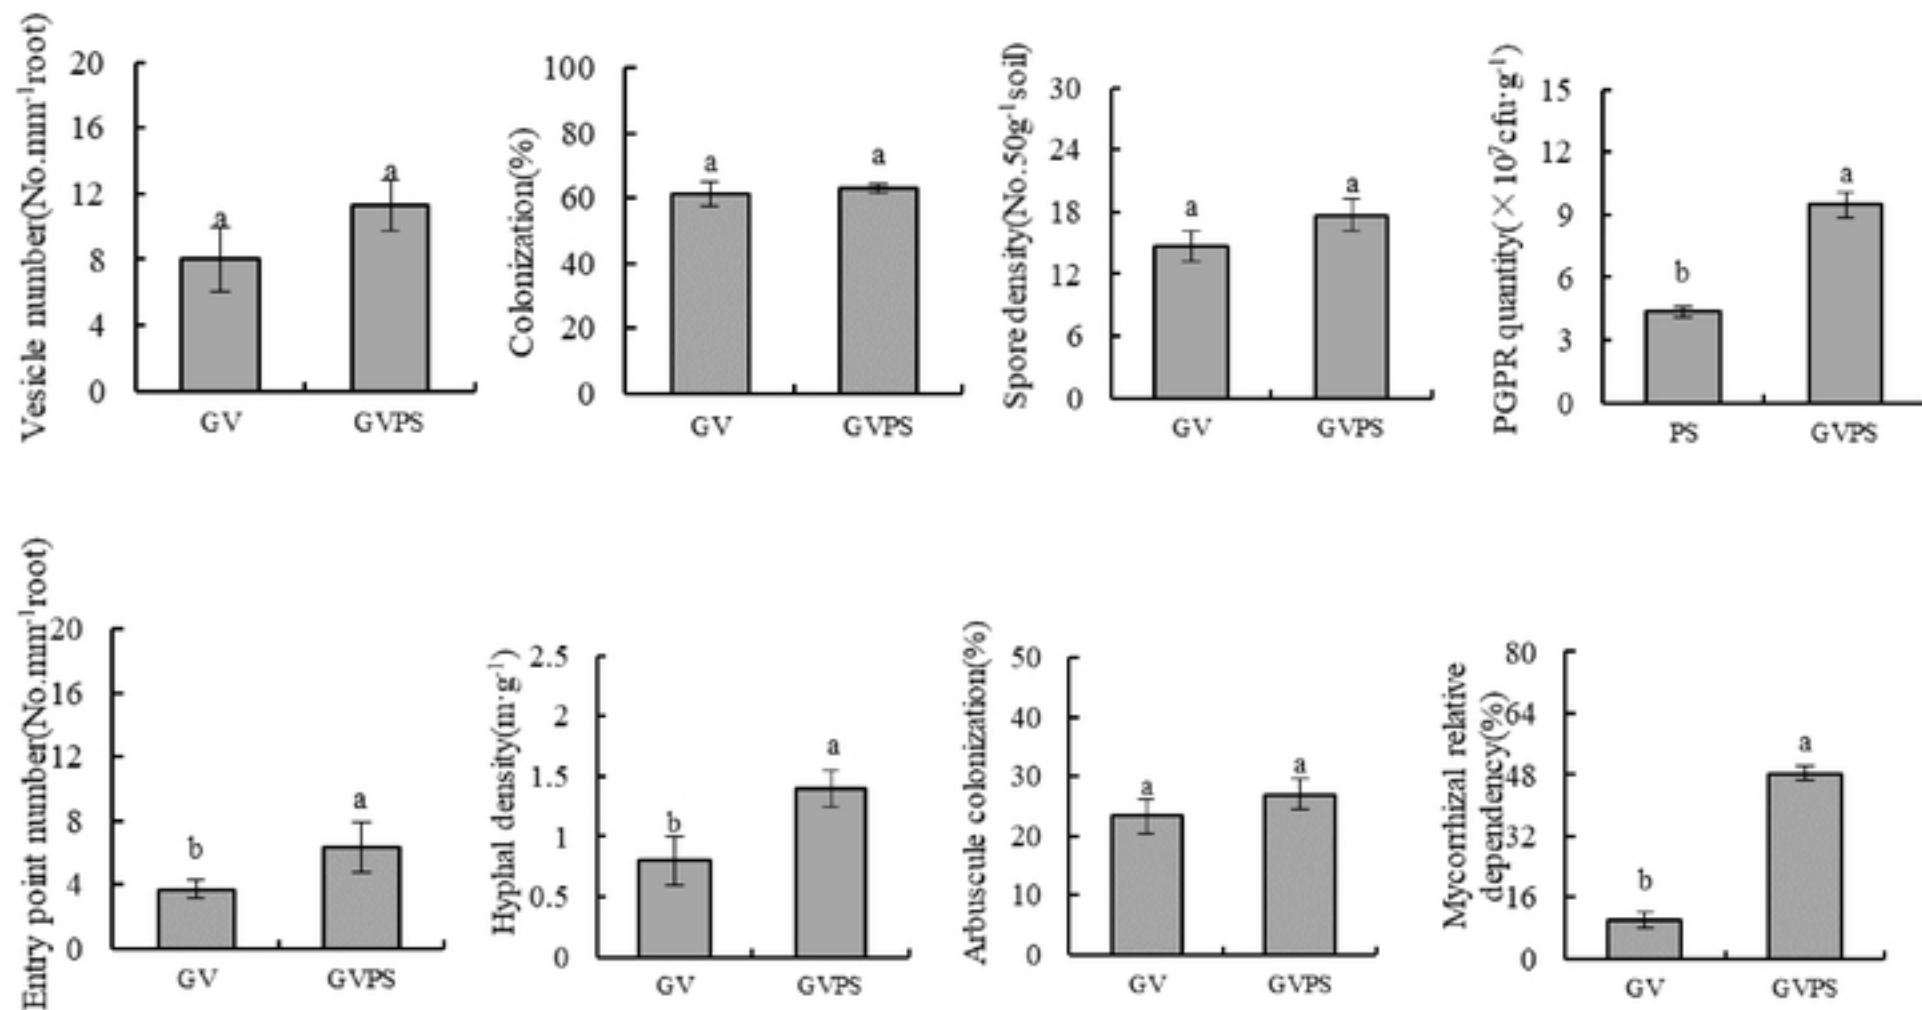 Vesicle number(No.mm⁻¹root)
20
16
12
8
4
0
a
a
GV
GVPS
Colonization(%)
100
80
60
40
20
0
a
a
GV
GVPS
Spore density(No.50g⁻¹soil)
30
24
18
12
6
0
a
a
GV
GVPS
PGPR quantity(×10⁷cfu·g⁻¹)
15
12
9
6
3
0
b
a
PS
GVPS
Entry point number(No.mm⁻¹root)
20
16
12
8
4
0
b
a
GV
GVPS
Hyphal density(m·g⁻¹)
2.5
2
1.5
1
0.5
0
b
a
GV
GVPS
Arbuscule colonization(%)
50
40
30
20
10
0
a
a
GV
GVPS
Mycorrhizal relative
dependency(%)
80
64
48
32
16
0
b
a
GV
GVPS